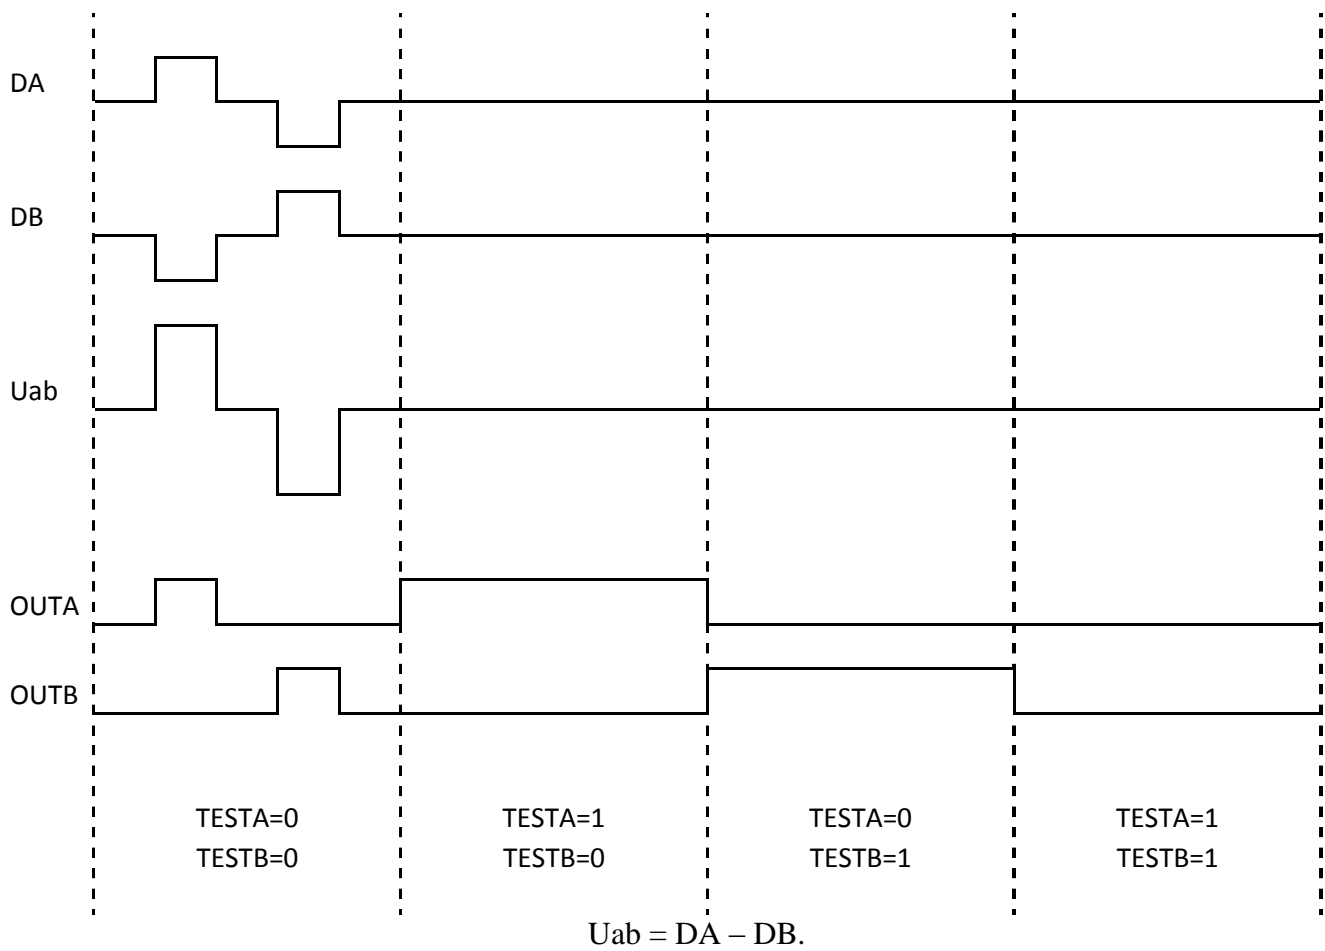 DA
DB
Uab
OUTA
OUTB
TESTA=0 TESTA=1 TESTA=0 TESTA=1
TESTB=0 TESTB=0 TESTB=1 TESTB=1
Uab = DA – DB.